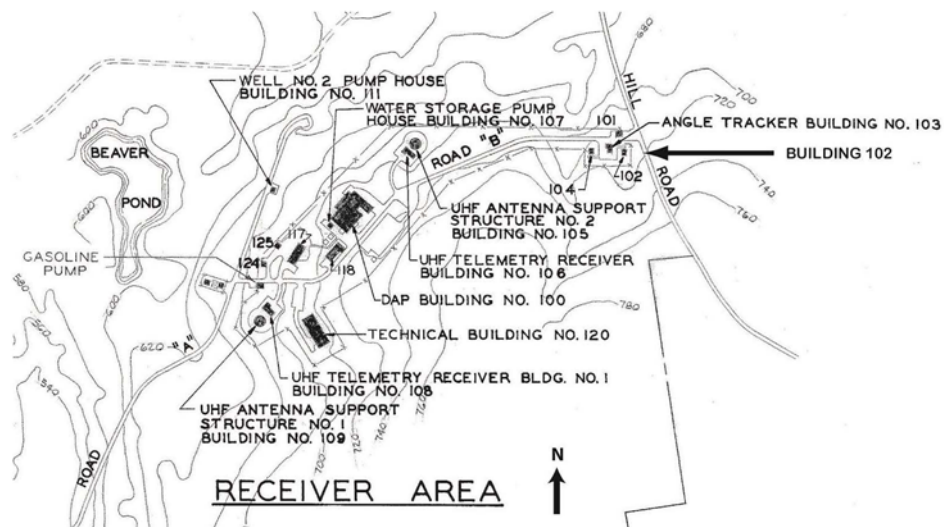 680
600
HILL
700
720
WELL NO. 2 PUMP HOUSE
BUILDING NO. 111
WATER STORAGE PUMP
HOUSE BUILDING NO. 107
101
ANGLE TRACKER BUILDING NO. 103
BEAVER
POND
ROAD "B"
BUILDING 102
104
102
ROAD
740
760
600
UHF ANTENNA SUPPORT
STRUCTURE NO. 2
BUILDING NO. 105
125
117
GASOLINE
PUMP
124
118
UHF TELEMETRY RECEIVER
BUILDING NO. 106
580
560
600
DAP BUILDING NO. 100
780
620
"A"
TECHNICAL BUILDING NO. 120
540
UHF TELEMETRY RECEIVER BLDG. NO. 1
BUILDING NO. 108
UHF ANTENNA SUPPORT
STRUCTURE NO. 1
BUILDING NO. 109
760
740
720
700
ROAD
RECEIVER AREA
N